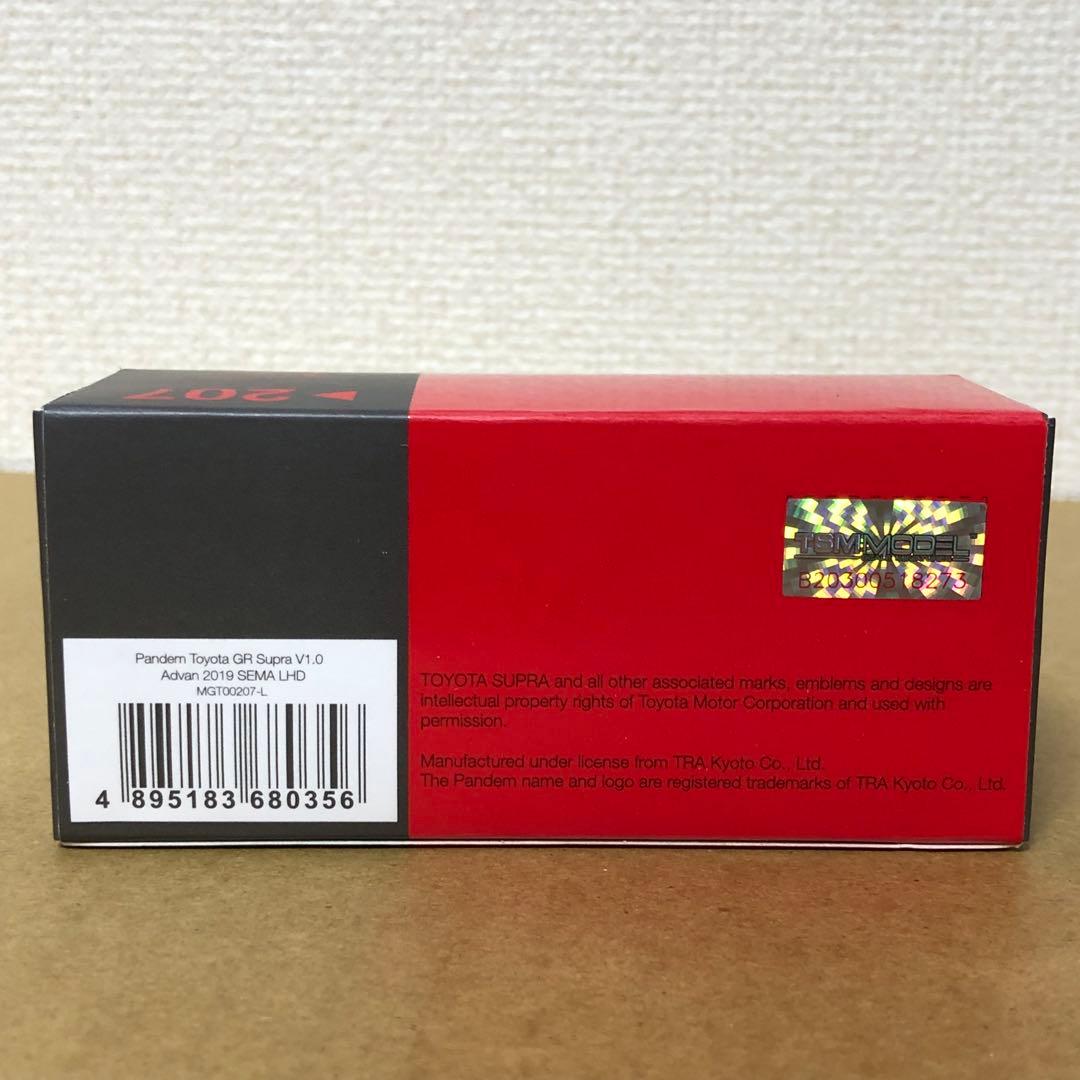 207
TSM MODEL
B20300518273
Pandem Toyota GR Supra V1.0
Advan 2019 SEMA LHD
MGT00207-L
4 895183 680356
TOYOTA SUPRA and all other associated marks, emblems and designs are
intellectual property rights of Toyota Motor Corporation and used with
permission.
Manufactured under license from TRA Kyoto Co., Ltd.
The Pandem name and logo are registered trademarks of TRA Kyoto Co., Ltd.